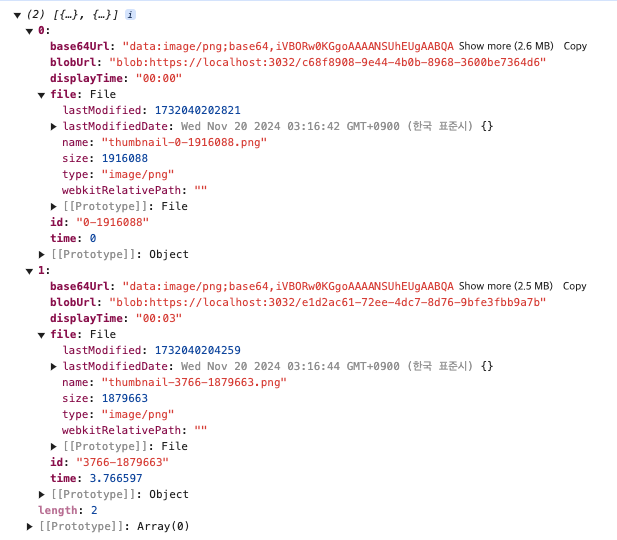 (2) [{…}, {…}] i
0:
base64Url: "data:image/png;base64,iVBORw0KGgoAAAANSUhEUgAABQA Show more (2.6 MB) Copy
blobUrl: "blob:https://localhost:3032/c68f8908-9e44-4b0b-8968-3600be7364d6"
displayTime: "00:00"
file: File
lastModified: 1732040202821
lastModifiedDate: Wed Nov 20 2024 03:16:42 GMT+0900 (한국 표준시) {}
name: "thumbnail-0-1916088.png"
size: 1916088
type: "image/png"
webkitRelativePath: ""
[[Prototype]]: File
id: "0-1916088"
time: 0
[[Prototype]]: Object
1:
base64Url: "data:image/png;base64,iVBORw0KGgoAAAANSUhEUgAABQA Show more (2.5 MB) Copy
blobUrl: "blob:https://localhost:3032/e1d2ac61-72ee-4dc7-8d76-9bfe3fbb9a7b"
displayTime: "00:03"
file: File
lastModified: 1732040204259
lastModifiedDate: Wed Nov 20 2024 03:16:44 GMT+0900 (한국 표준시) {}
name: "thumbnail-3766-1879663.png"
size: 1879663
type: "image/png"
webkitRelativePath: ""
[[Prototype]]: File
id: "3766-1879663"
time: 3.766597
[[Prototype]]: Object
length: 2
[[Prototype]]: Array(0)